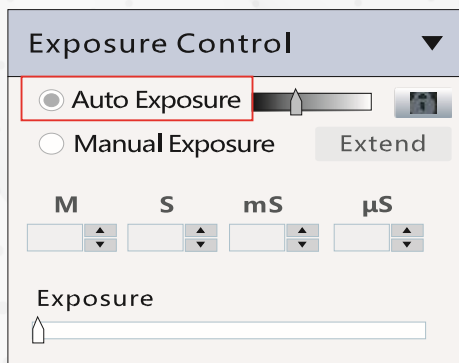 Exposure Control
Auto Exposure
Manual Exposure Extend
M S mS µS
Exposure